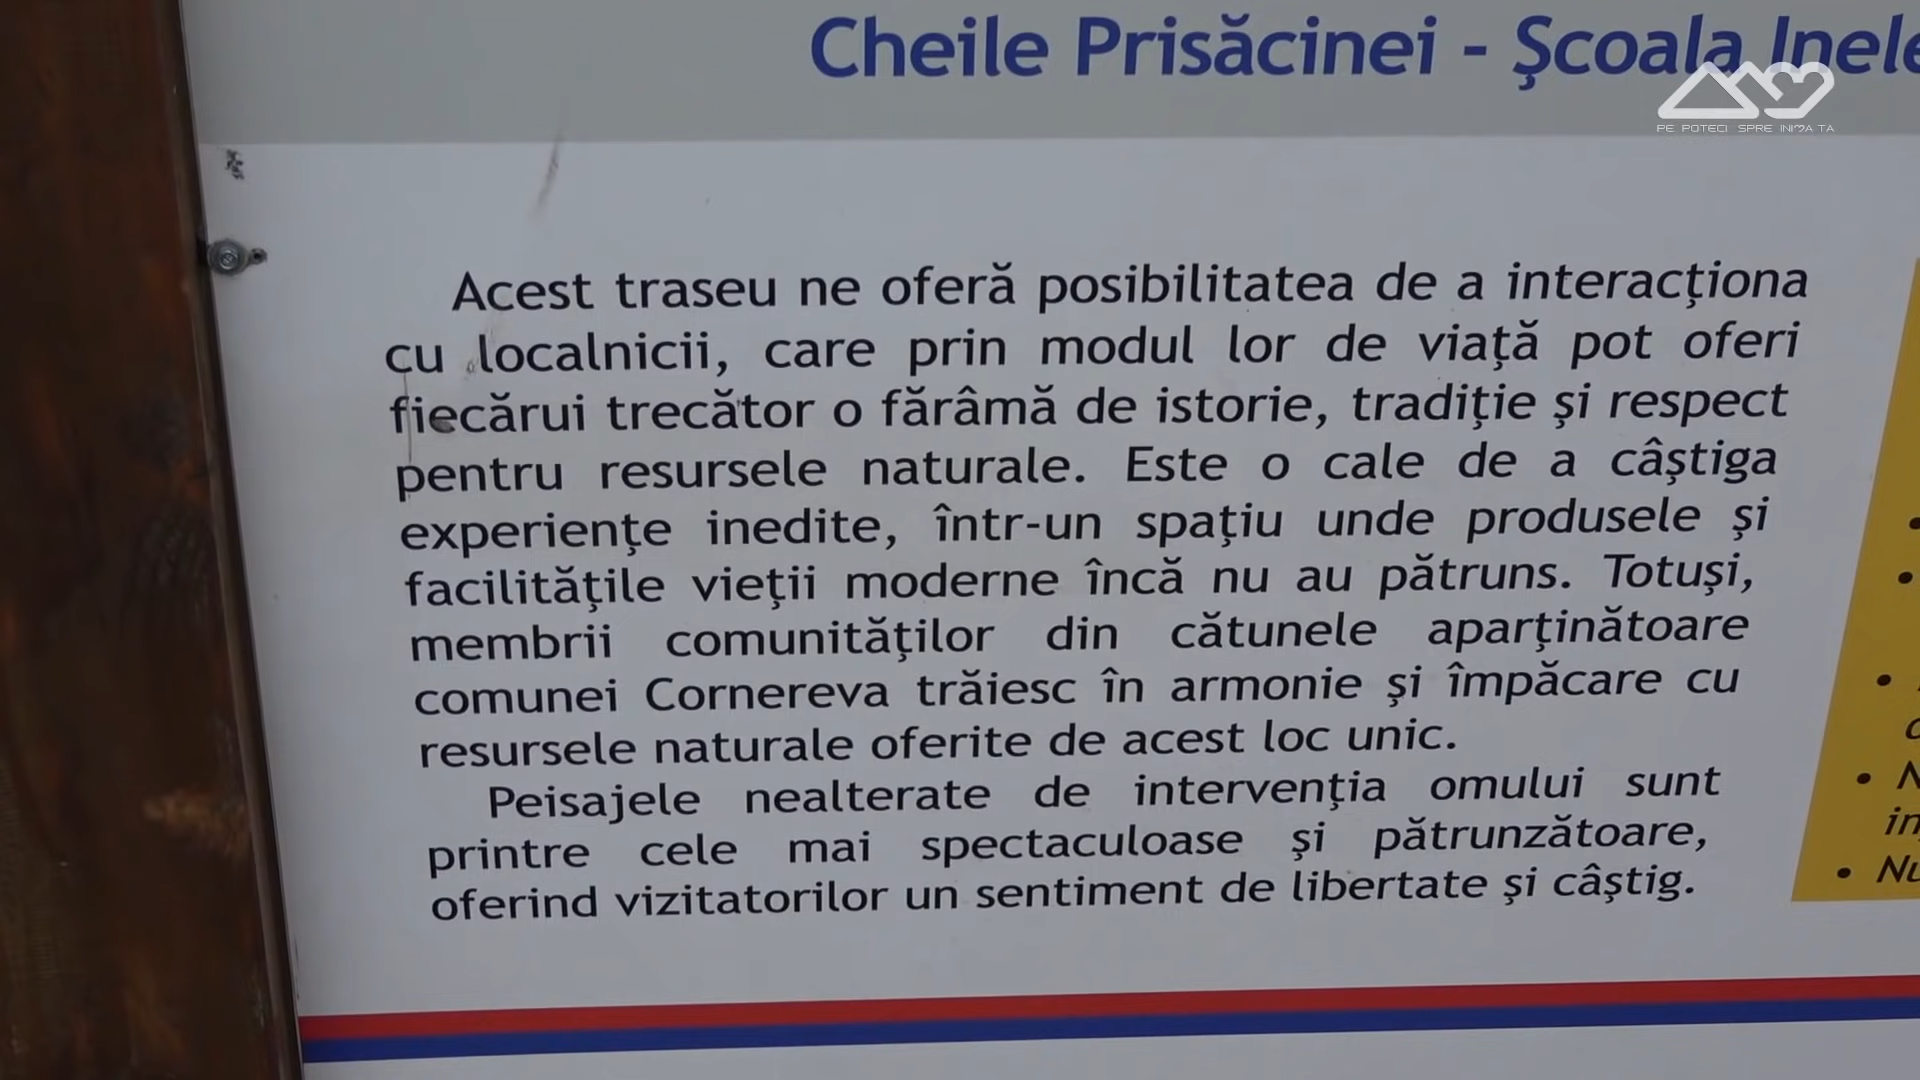 Cheile Prisăcinei - Şcoala Inele
PE POTECI SPRE INIMA TA
Acest traseu ne oferă posibilitatea de a interacţiona
cu localnicii, care prin modul lor de viaţă pot oferi
fiecărui trecător o fărâmă de istorie, tradiţie şi respect
pentru resursele naturale. Este o cale de a câştiga
experienţe inedite, într-un spaţiu unde produsele şi
facilităţile vieţii moderne încă nu au pătruns. Totuşi,
membrii comunităţilor din cătunele aparţinătoare
comunei Cornereva trăiesc în armonie şi împăcare cu
resursele naturale oferite de acest loc unic.
Peisajele nealterate de intervenţia omului sunt
printre cele mai spectaculoase şi pătrunzătoare,
oferind vizitatorilor un sentiment de libertate şi câştig.